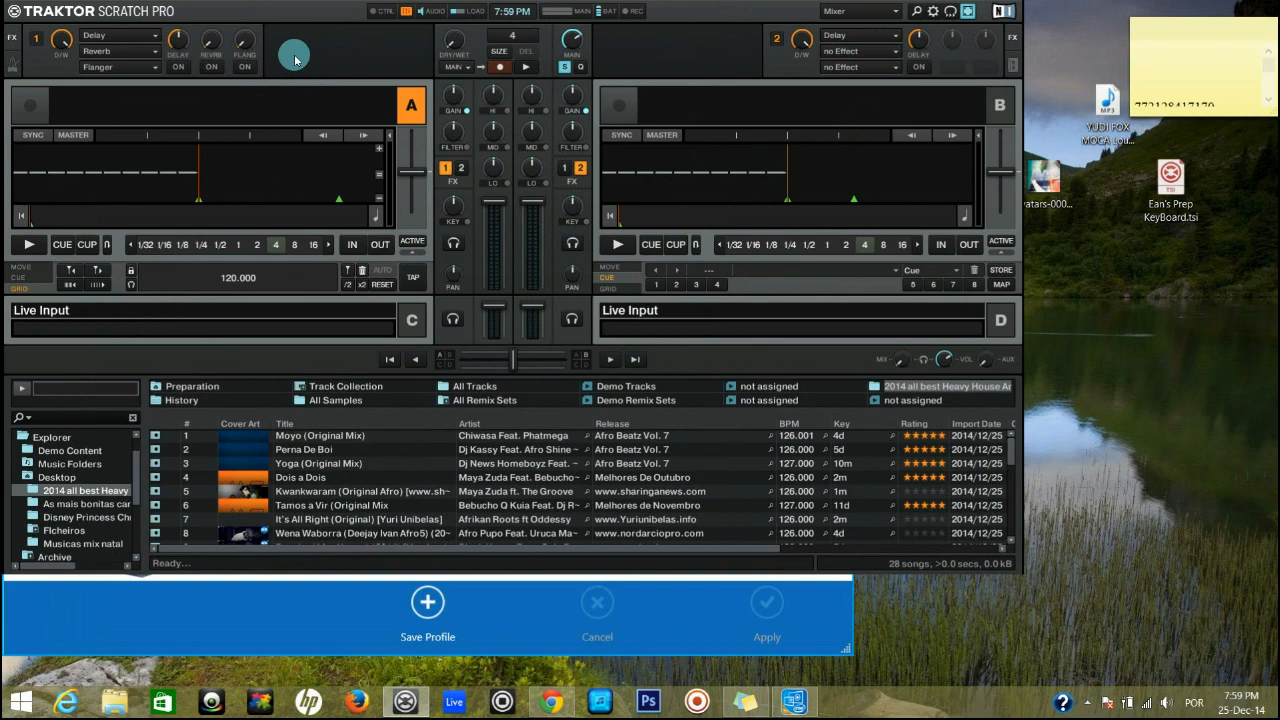 TRAKTOR SCRATCH PRO
CTRL AUDIO LOAD 7:59 PM MAIN BAT REC
Mixer
FX 1 D/W Delay Reverb Flanger DELAY REVRB FLANG ON ON ON
DRY/WET 4 SIZE DEL MAIN MAIN S Q
2 D/W Delay no Effect no Effect DELAY ON FX
A
SYNC MASTER
GAIN HI HI GAIN
FILTER MID MID FILTER
1 2 FX LO LO 1 2 FX
KEY KEY
PAN PAN
B
SYNC MASTER
CUE CUP 1/32 1/16 1/8 1/4 1/2 1 2 4 8 16 IN OUT ACTIVE
CUE CUP 1/32 1/16 1/8 1/4 1/2 1 2 4 8 16 IN OUT ACTIVE
MOVE CUE GRID 120.000 AUTO /2 x2 RESET TAP
MOVE CUE GRID --- Cue STORE
1 2 3 4 5 6 7 8 MAP
Live Input C
Live Input D
A B C D MIX VOL AUX
Preparation Track Collection All Tracks Demo Tracks not assigned 2014 all best Heavy House Ar
History All Samples All Remix Sets Demo Remix Sets not assigned not assigned
# Cover Art Title Artist Release BPM Key Rating Import Date
1 Moyo (Original Mix) Chiwasa Feat. Phatmega Afro Beatz Vol. 7 126.001 4d 2014/12/25
2 Perna De Boi Dj Kassy Feat. Afro Shine ~ Afro Beatz Vol. 7 126.000 5d 2014/12/25
3 Yoga (Original Mix) Dj News Homeboyz Feat. ~ Afro Beatz Vol. 7 127.000 10m 2014/12/25
4 Dois a Dois Maya Zuda Feat. Bebucho~ Melhores De Outubro 126.000 2m 2014/12/25
5 Kwankwaram (Original Afro) [www.sh~ Maya Zuda ft. The Groove www.sharinganews.com 126.000 1m 2014/12/25
6 Tamos a Vir (Original Mix Bebucho Q Kuia Feat. Dj R~ Melhores de Novembro 127.000 11d 2014/12/25
7 It's All Right (Original) [Yuri Unibelas] Afrikan Roots ft Oddessy www.Yuriunibelas.info 126.000 2m 2014/12/25
8 Wena Waborra (Deejay Ivan Afro5) (20~ Afro Pupo Feat. Uruca Ma~ www.nordarciopro.com 126.000 4d 2014/12/25
Explorer
Demo Content
Music Folders
Desktop
2014 all best Heavy
As mais bonitas car
Disney Princess Chr
FIcheiros
Musicas mix natal
Archive
Ready...
28 songs, >0.0 secs, 0.0 kB
Save Profile
Cancel
Apply
772128417170
YUDI FOX
MOCA Lou...
vatars-000...
Ean's Prep
KeyBoard.tsi
hp
Live
Ps
POR
7:59 PM
25-Dec-14